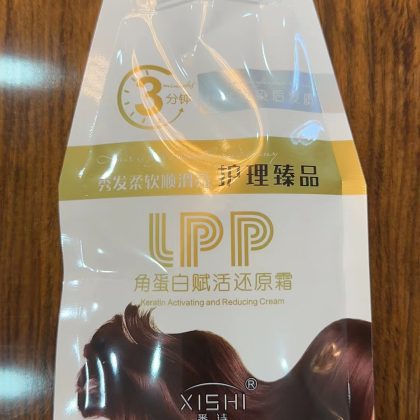 3
分钟
秀发柔软顺滑
护理臻品
LPP
角蛋白赋活还原霜
Keratin Activating and Reducing Cream
XISHI®